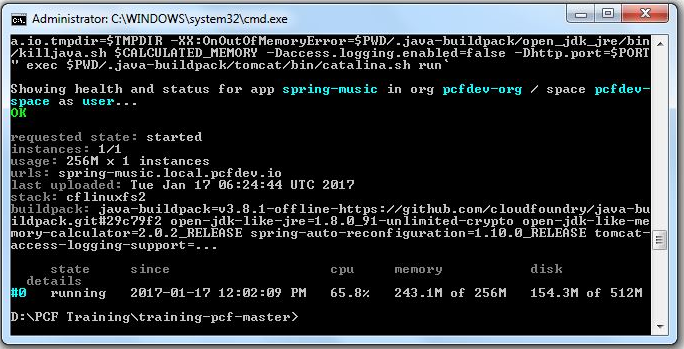 Administrator: C:\WINDOWS\system32\cmd.exe
a.io.tmpdir=$TMPDIR -XX:OnOutOfMemoryError=$PWD/.java-buildpack/open_jdk_jre/bin
/killjava.sh $CALCULATED_MEMORY -Daccess.logging.enabled=false -Dhttp.port=$PORT
" exec $PWD/.java-buildpack/tomcat/bin/catalina.sh run`
Showing health and status for app spring-music in org pcfdev-org / space pcfdev-
space as user...
OK
requested state: started
instances: 1/1
usage: 256M x 1 instances
urls: spring-music.local.pcfdev.io
last uploaded: Tue Jan 17 06:24:44 UTC 2017
stack: cflinuxfs2
buildpack: java-buildpack=v3.8.1-offline-https://github.com/cloudfoundry/java-bu
ildpack.git#29c79f2 open-jdk-like-jre=1.8.0_91-unlimited-crypto open-jdk-like-me
mory-calculator=2.0.2_RELEASE spring-auto-reconfiguration=1.10.0_RELEASE tomcat-
access-logging-support=...
state since cpu memory disk
details
#0 running 2017-01-17 12:02:09 PM 65.8% 243.1M of 256M 154.3M of 512M
D:\PCF Training\training-pcf-master>